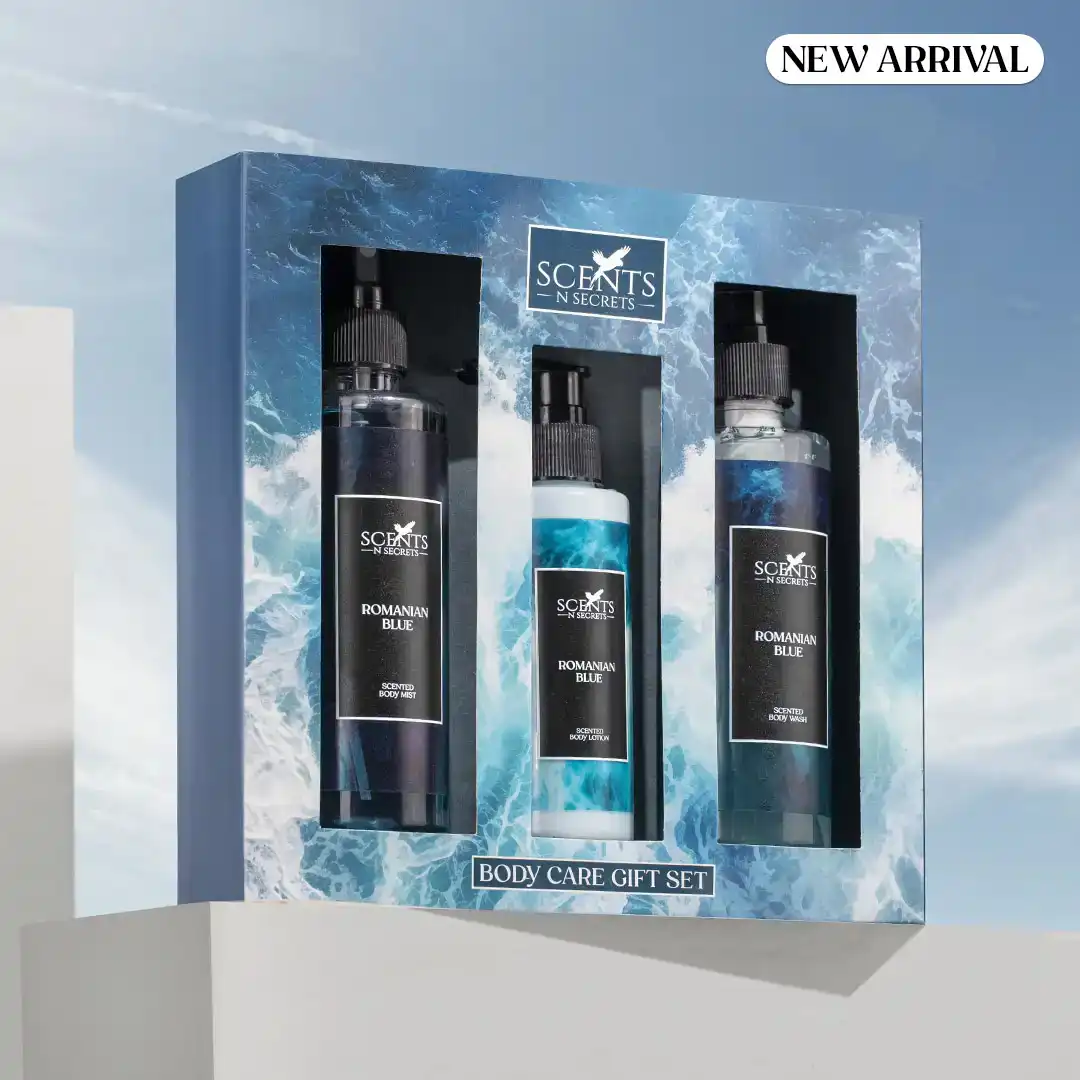 NEW ARRIVAL
SCENTS
N SECRETS
SCENTS
N SECRETS
ROMANIAN
BLUE
SCENTED
BODY MIST
SCENTS
N SECRETS
ROMANIAN
BLUE
SCENTED
BODY LOTION
SCENTS
N SECRETS
ROMANIAN
BLUE
SCENTED
BODY WASH
BODY CARE GIFT SET